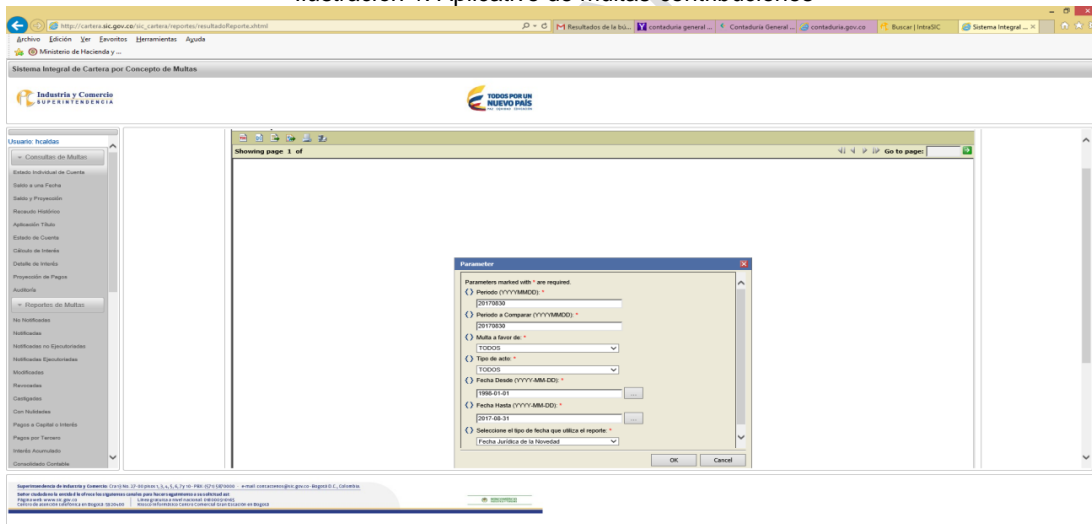 Ilustración 1. Aplicativo de multas contribuciones
http://cartera.sic.gov.co/sic_cartera/reportes/resultadoReporte.xhtml
Resultados de la bú...
contaduria general ...
Contaduría General ...
contaduria.gov.co
Buscar | IntraSIC
Sistema Integral ...
Archivo Edición Ver Favoritos Herramientas Ayuda
Ministerio de Hacienda y ...
Sistema Integral de Cartera por Concepto de Multas
Industria y Comercio
SUPERINTENDENCIA
TODOS POR UN
NUEVO PAÍS
Usuario: hcaldas
Consultas de Multas
Estado Individual de Cuenta
Saldo a una Fecha
Saldo y Proyección
Recaudo Histórico
Aplicación Título
Estado de Cuenta
Cálculo de Interés
Detalle de Interés
Proyección de Pagos
Auditoría
Reportes de Multas
No Notificadas
Notificadas
Notificadas no Ejecutoriadas
Notificadas Ejecutoriadas
Modificadas
Revocadas
Castigadas
Con Nulidades
Pagos a Capital o Interés
Pagos por Tercero
Interés Acumulado
Consolidado Contable
Showing page 1 of
Go to page:
Parameter
Parameters marked with * are required.
Periodo (YYYYMMDD): *
20170830
Periodo a Comparar (YYYYMMDD): *
20170830
Multa a favor de: *
TODOS
Tipo de acto: *
TODOS
Fecha Desde (YYYY-MM-DD): *
1998-01-01
...
Fecha Hasta (YYYY-MM-DD): *
2017-08-31
...
Seleccione el tipo de fecha que utiliza el reporte: *
Fecha Jurídica de la Novedad
OK
Cancel
Superintendencia de Industria y Comercio